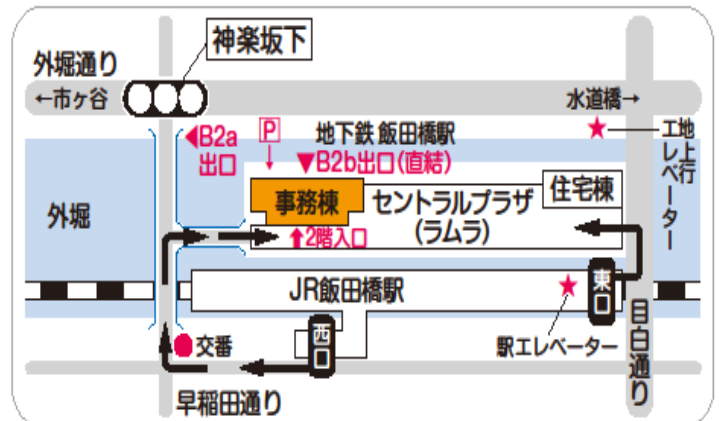 神楽坂下
外堀通り
←市ヶ谷
水道橋→
◀B2a
出口
P
地下鉄 飯田橋駅
▼B2b出口(直結)
★
地上行
エレベーター
外堀
事務棟
セントラルプラザ
(ラムラ)
住宅棟
↑2階入口
JR飯田橋駅
★
東口
西口
交番
駅エレベーター
目白通り
早稲田通り